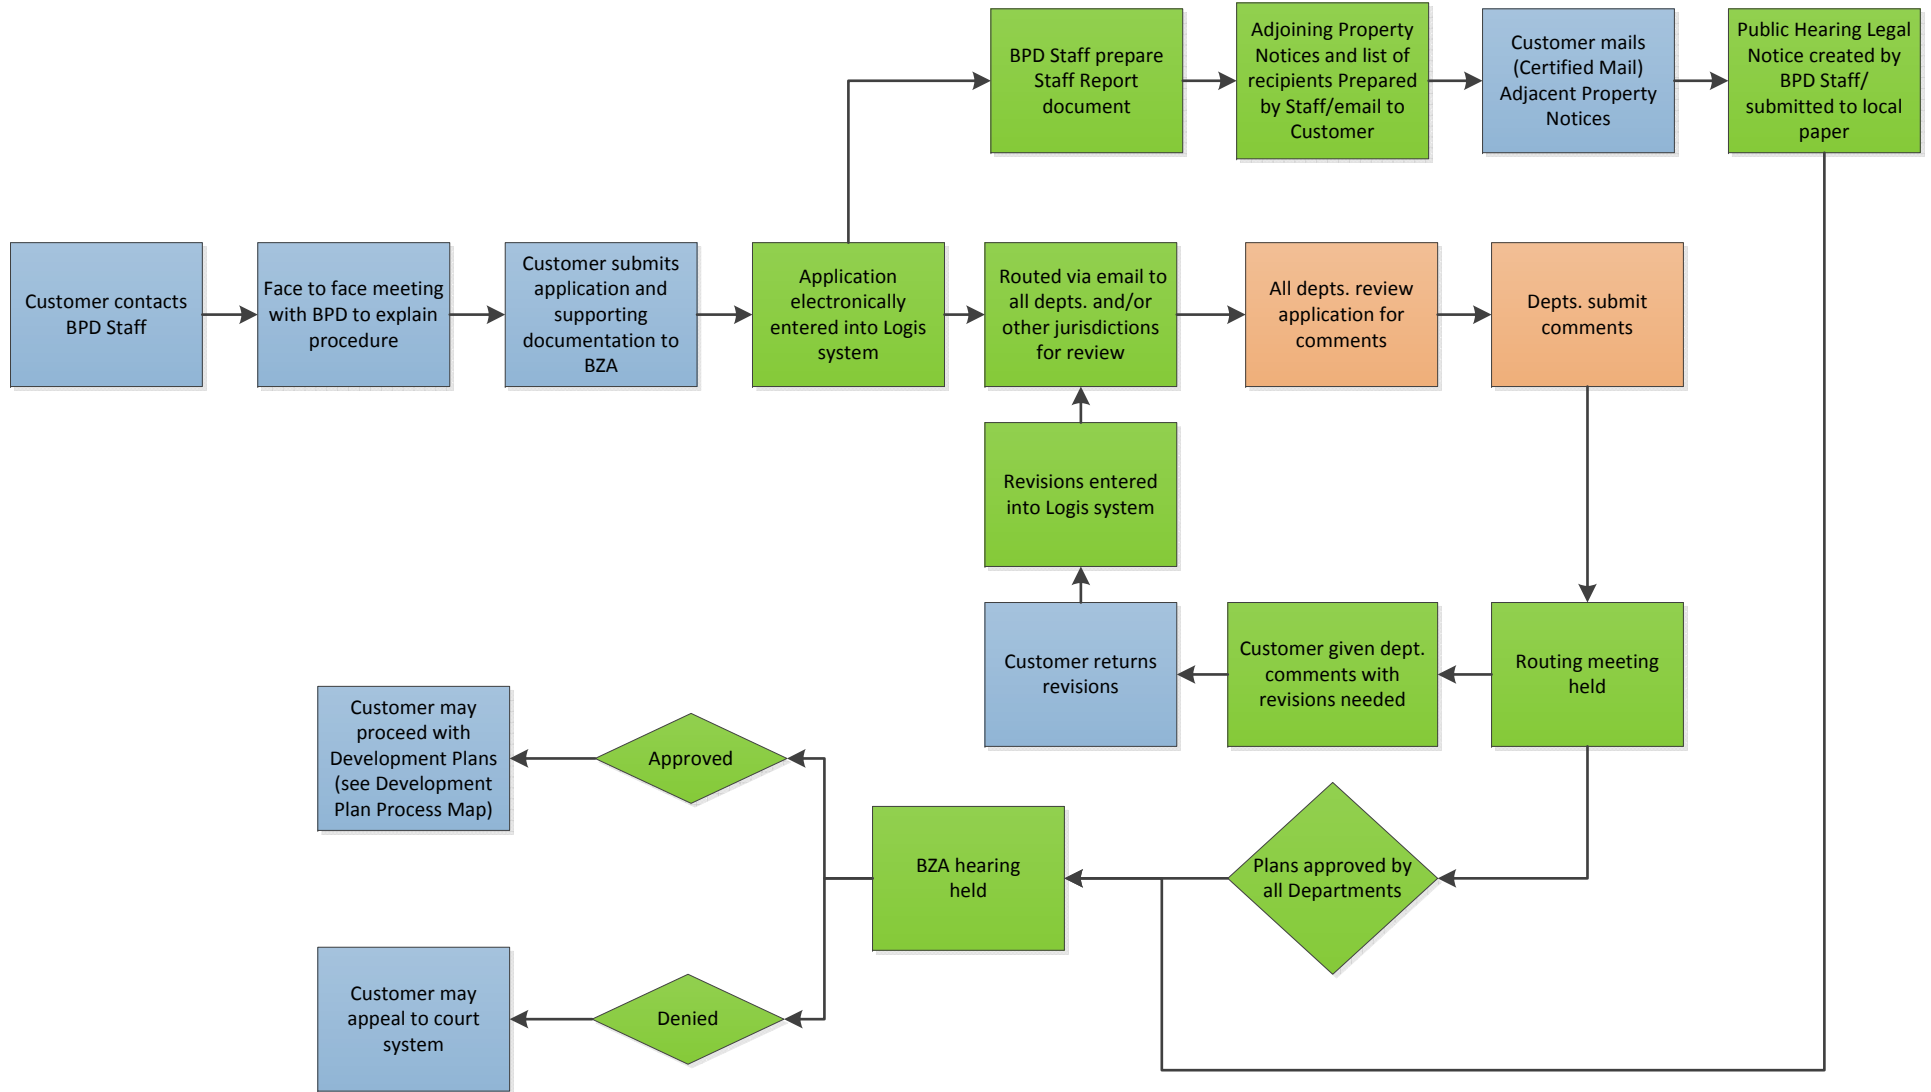 BPD Staff prepare
Staff Report
document
Adjoining Property
Notices and list of
recipients Prepared
by Staff/email to
Customer
Customer mails
(Certified Mail)
Adjacent Property
Notices
Public Hearing Legal
Notice created by
BPD Staff/
submitted to local
paper
Customer contacts
BPD Staff
Face to face meeting
with BPD to explain
procedure
Customer submits
application and
supporting
documentation to
BZA
Application
electronically
entered into Logis
system
Routed via email to
all depts. and/or
other jurisdictions
for review
All depts. review
application for
comments
Depts. submit
comments
Revisions entered
into Logis system
Customer returns
revisions
Customer given dept.
comments with
revisions needed
Routing meeting
held
Customer may
proceed with
Development Plans
(see Development
Plan Process Map)
Approved
BZA hearing
held
Plans approved by
all Departments
Customer may
appeal to court
system
Denied